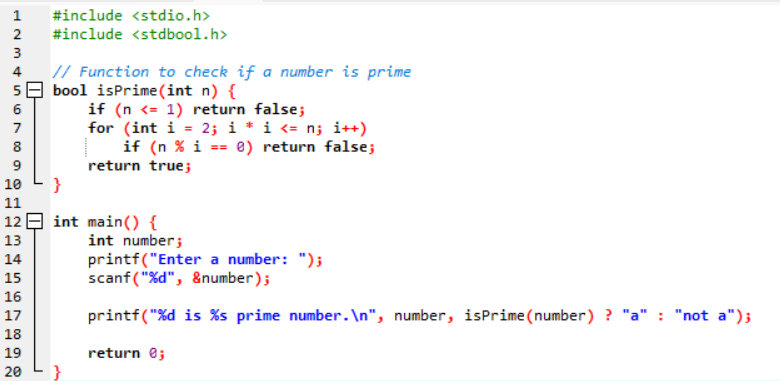 1 #include <stdio.h>
2 #include <stdbool.h>
3
4 // Function to check if a number is prime
5 bool isPrime(int n) {
6     if (n <= 1) return false;
7     for (int i = 2; i * i <= n; i++)
8         if (n % i == 0) return false;
9     return true;
10 }
11
12 int main() {
13     int number;
14     printf("Enter a number: ");
15     scanf("%d", &number);
16
17     printf("%d is %s prime number.\n", number, isPrime(number) ? "a" : "not a");
18
19     return 0;
20 }